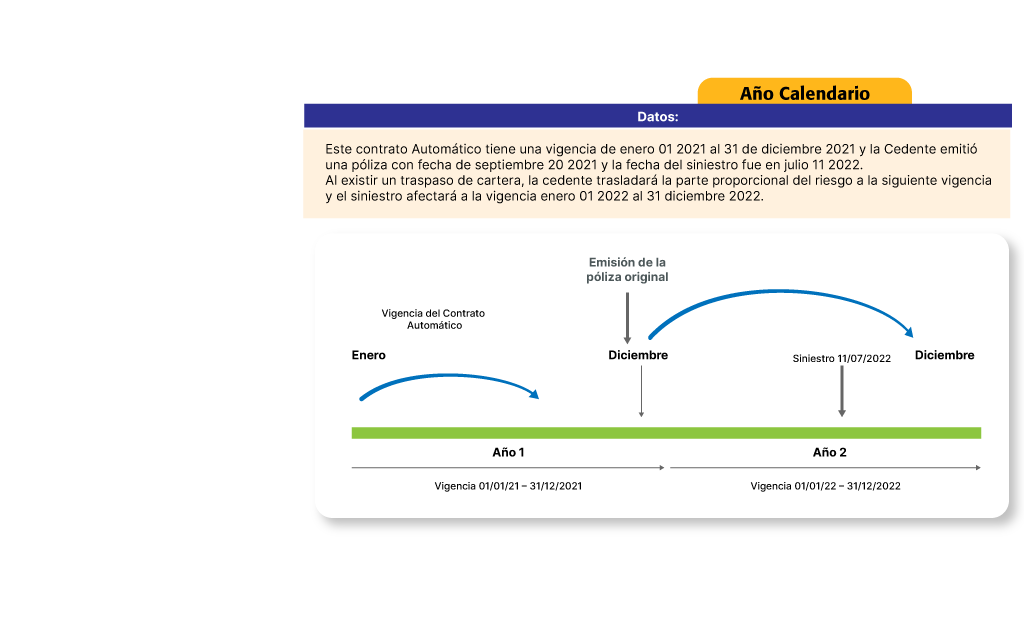 Año Calendario
Datos:
Este contrato Automático tiene una vigencia de enero 01 2021 al 31 de diciembre 2021 y la Cedente emitió
una póliza con fecha de septiembre 20 2021 y la fecha del siniestro fue en julio 11 2022.
Al existir un traspaso de cartera, la cedente trasladará la parte proporcional del riesgo a la siguiente vigencia
y el siniestro afectará a la vigencia enero 01 2022 al 31 diciembre 2022.
Emisión de la
póliza original
Vigencia del Contrato
Automático
Enero
Diciembre
Siniestro 11/07/2022
Diciembre
Año 1
Año 2
Vigencia 01/01/21 – 31/12/2021
Vigencia 01/01/22 – 31/12/2022